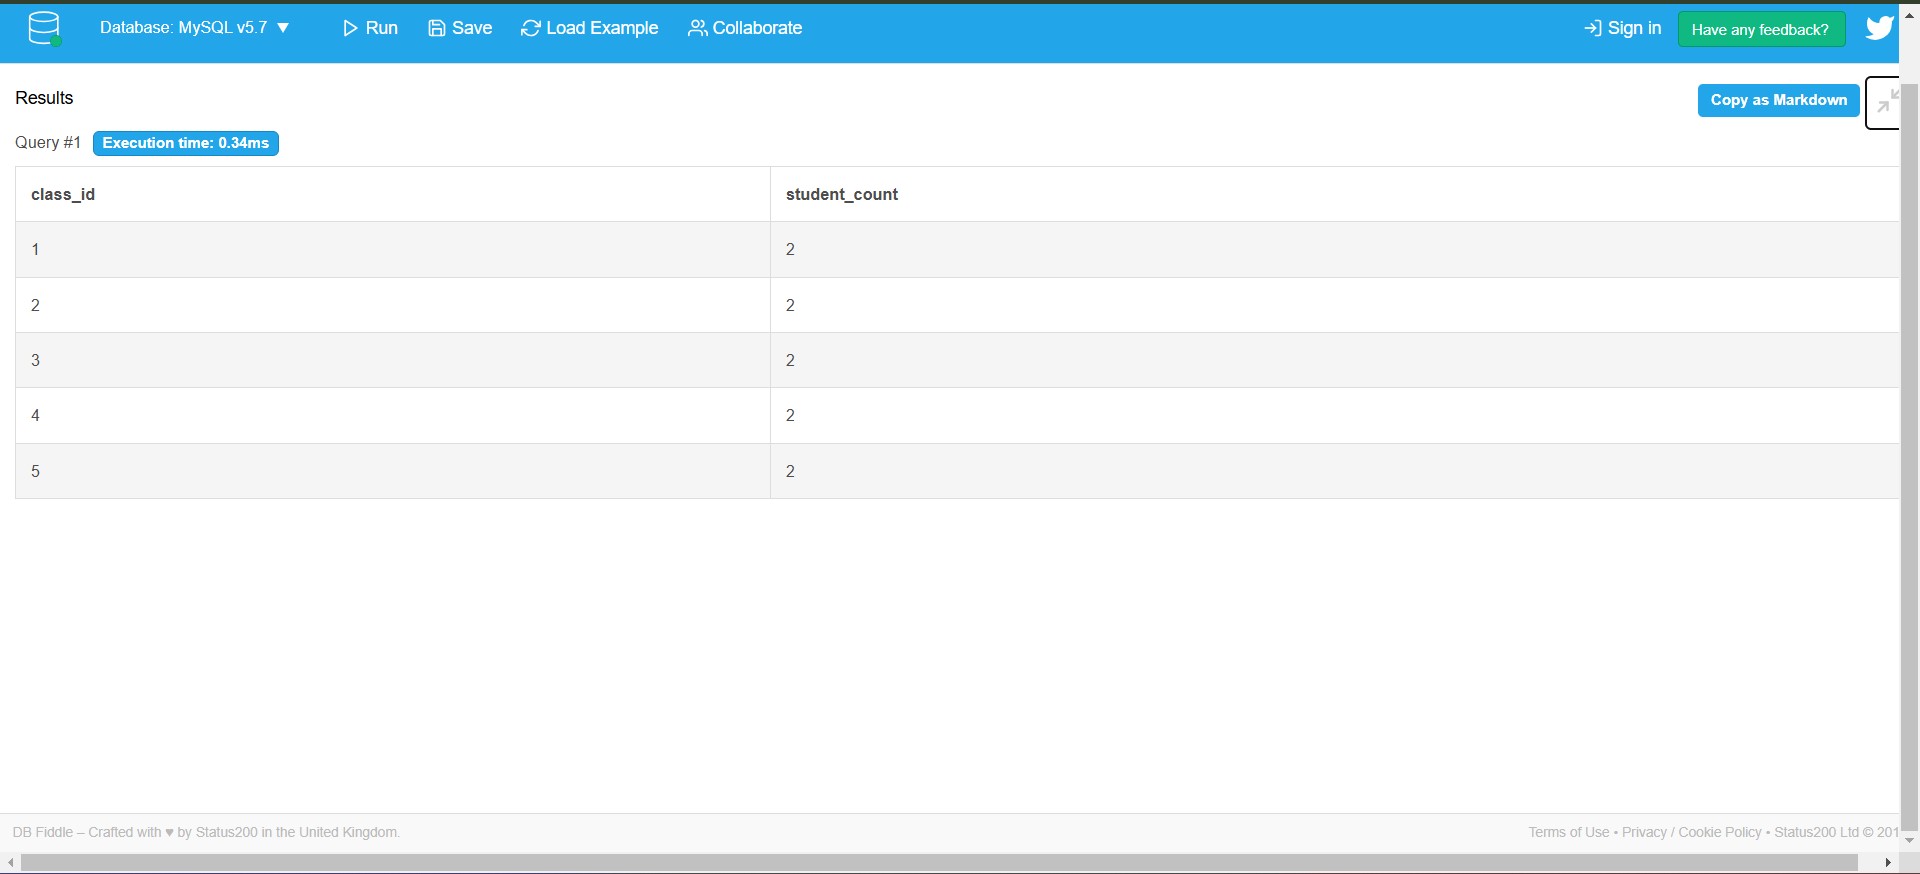 Database: MySQL v5.7 ▼ Run Save Load Example Collaborate Sign in Have any feedback?
Results Copy as Markdown
Query #1 Execution time: 0.34ms
class_id student_count
1 2
2 2
3 2
4 2
5 2
DB Fiddle – Crafted with ♥ by Status200 in the United Kingdom. Terms of Use • Privacy / Cookie Policy • Status200 Ltd © 201